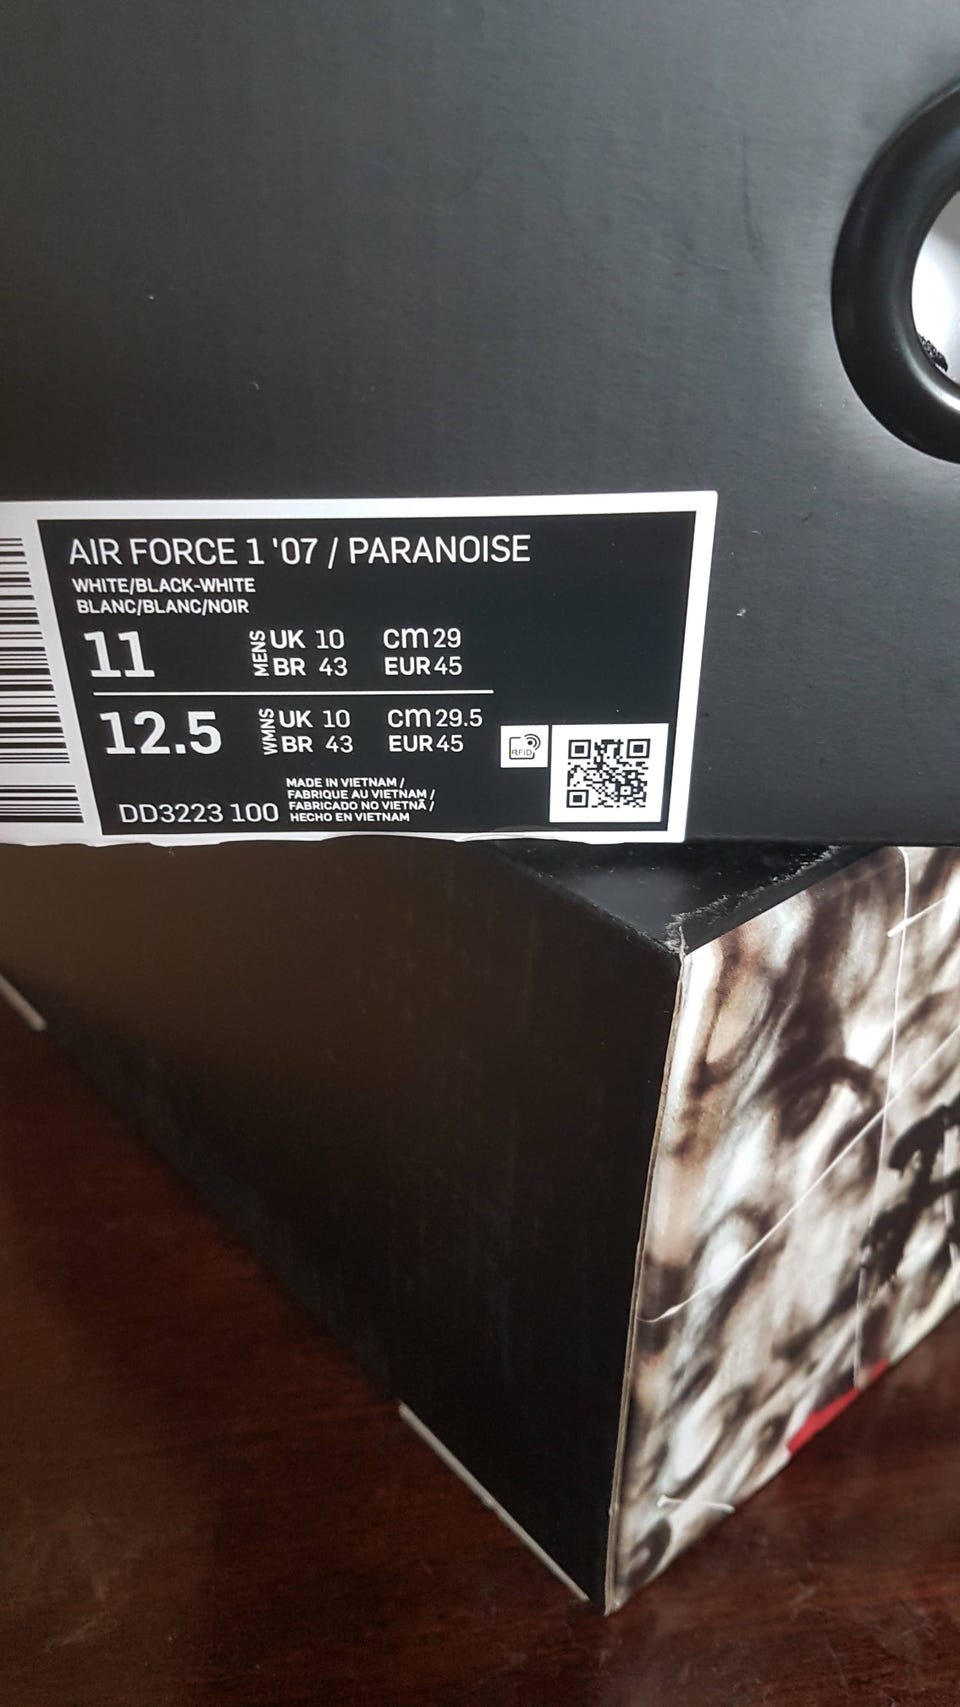 AIR FORCE 1 '07 / PARANOISE
WHITE/BLACK-WHITE
BLANC/BLANC/NOIR
11 MENS UK 10 CM 29
BR 43 EUR 45
12.5 WMNS UK 10 CM 29.5
BR 43 EUR 45
RFID
MADE IN VIETNAM /
FABRIQUE AU VIETNAM /
FABRICADO NO VIETNÃ /
HECHO EN VIETNAM
DD3223 100